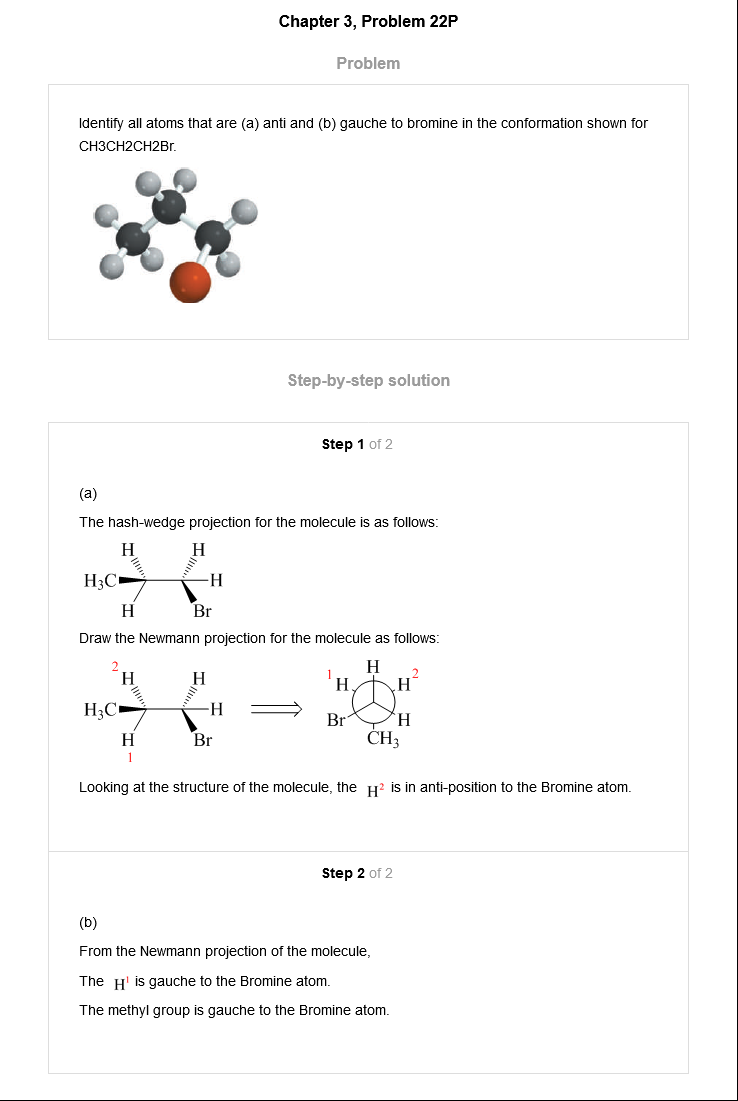 Chapter 3, Problem 22P
Problem
Identify all atoms that are (a) anti and (b) gauche to bromine in the conformation shown for
CH3CH2CH2Br.
Step-by-step solution
Step 1 of 2
(a)
The hash-wedge projection for the molecule is as follows:
H H
H3C H
H Br
Draw the Newmann projection for the molecule as follows:
2 H H
H3C H
H Br
1
H
1 H H 2
Br H
CH3
Looking at the structure of the molecule, the H2 is in anti-position to the Bromine atom.
Step 2 of 2
(b)
From the Newmann projection of the molecule,
The H1 is gauche to the Bromine atom.
The methyl group is gauche to the Bromine atom.